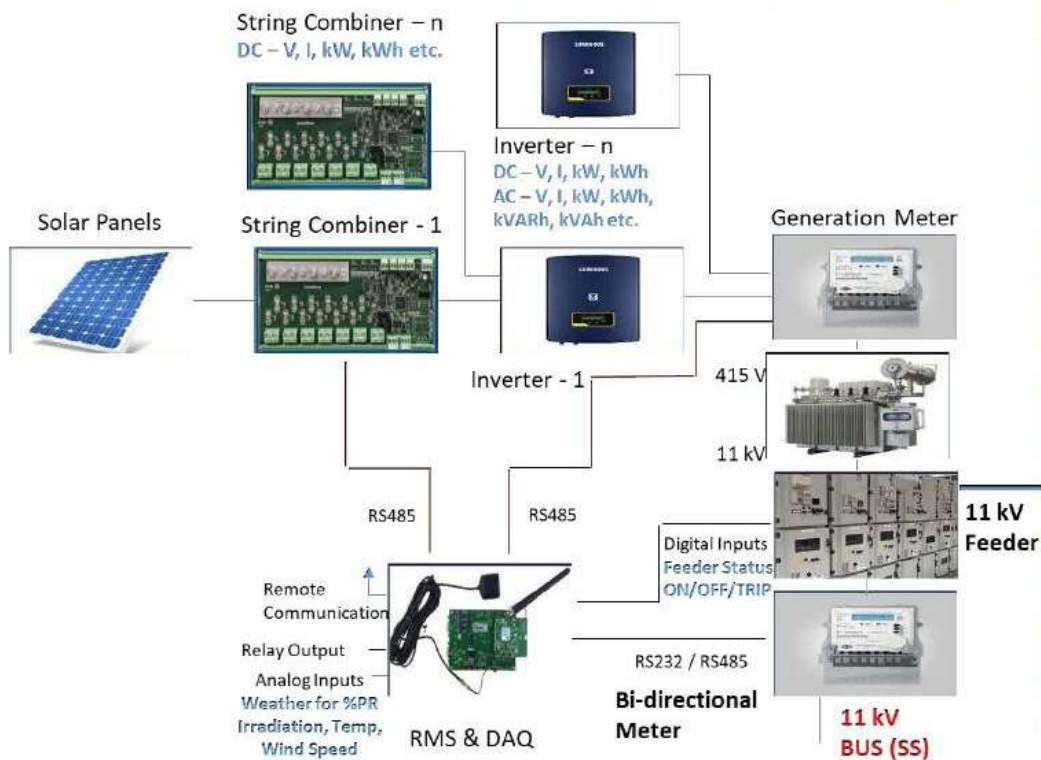 String Combiner – n
DC – V, I, kW, kWh etc.
Inverter – n
DC – V, I, kW, kWh
AC – V, I, kW, kWh,
kVARh, kVAh etc.
Solar Panels
String Combiner - 1
Generation Meter
Inverter - 1
415 V
11 kV
RS485
RS485
Digital Inputs
Feeder Status
ON/OFF/TRIP
11 kV
Feeder
Remote
Communication
Relay Output
Analog Inputs
Weather for %PR
Irradiation, Temp,
Wind Speed
RMS & DAQ
RS232 / RS485
Bi-directional
Meter
11 kV
BUS (SS)